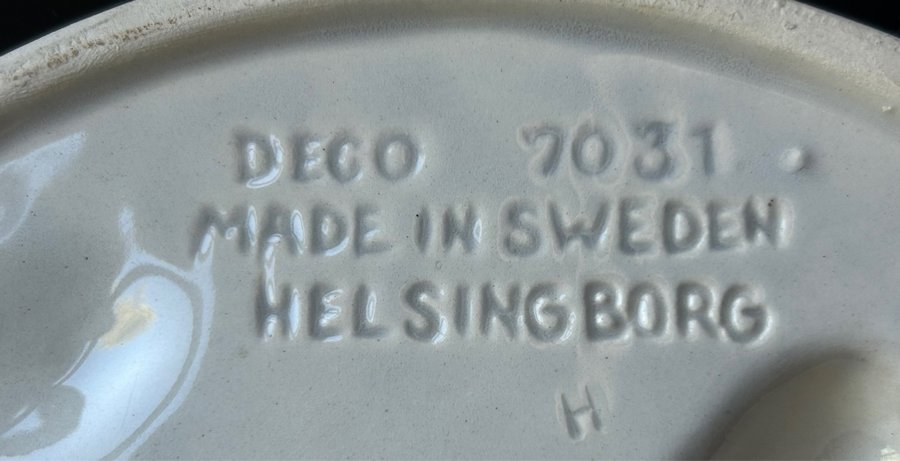 DECO 7031
MADE IN SWEDEN
HELSINGBORG
H